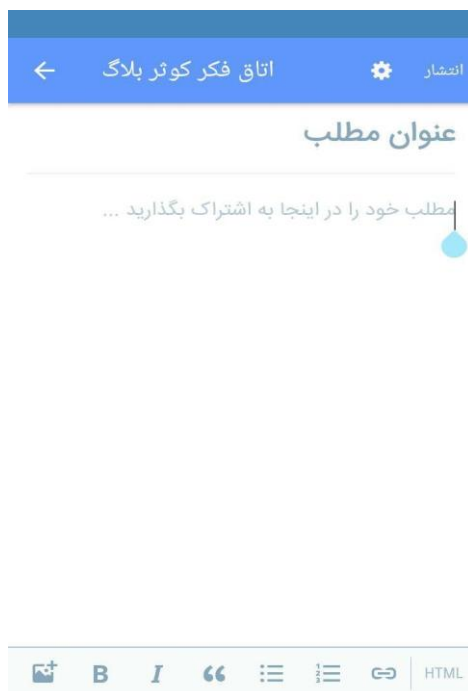 اتاق فکر کوثر بلاگ انتشار
عنوان مطلب
مطلب خود را در اینجا به اشتراک بگذارید ...
B I “ HTML